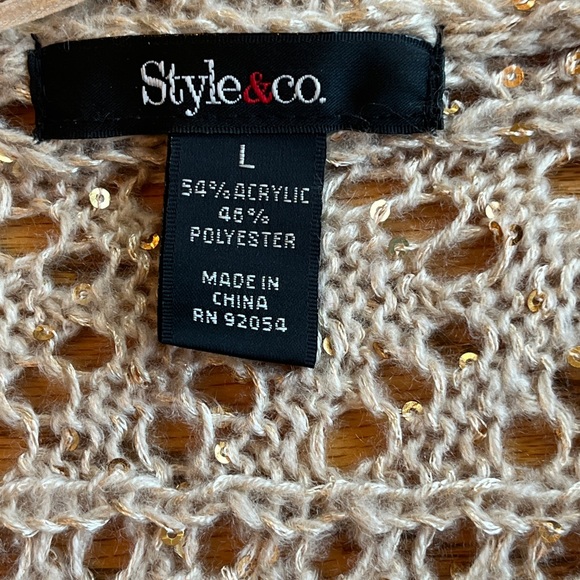 Style&co.
L
54% ACRYLIC
46%
POLYESTER
MADE IN
CHINA
RN 92054